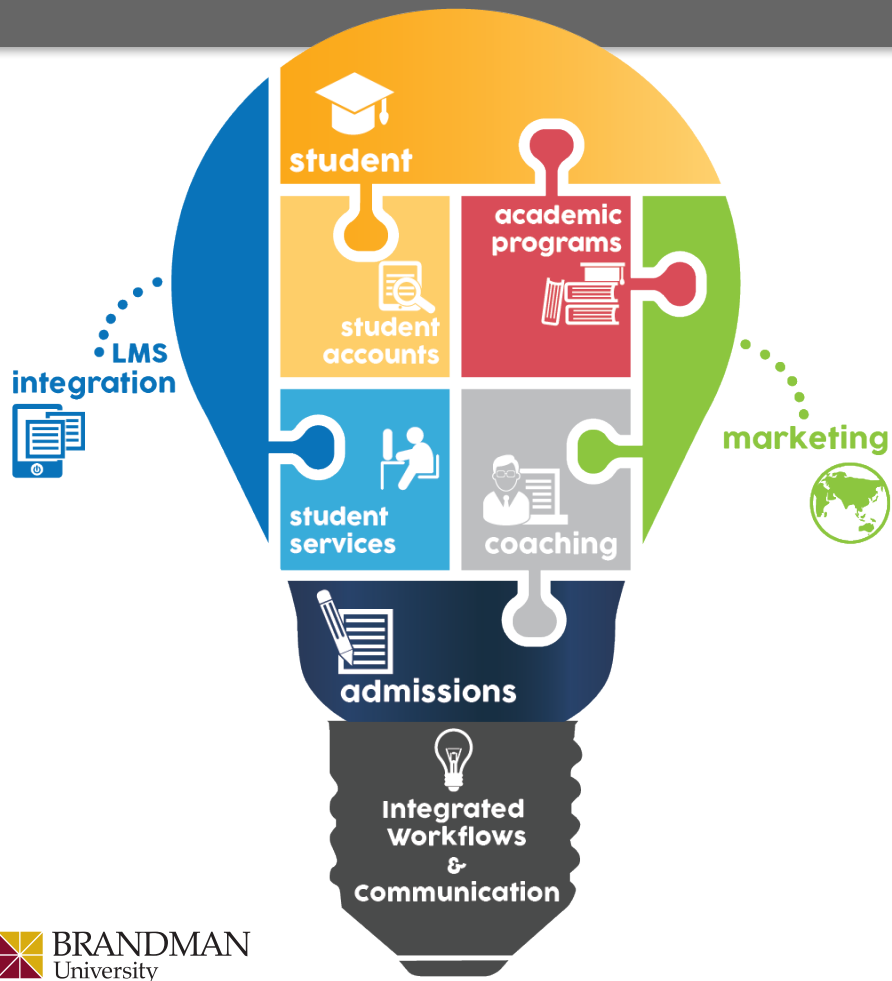 student
academic
programs
student
accounts
LMS
integration
marketing
student
services
coaching
admissions
Integrated
Workflows
&
Communication
BRANDMAN
University